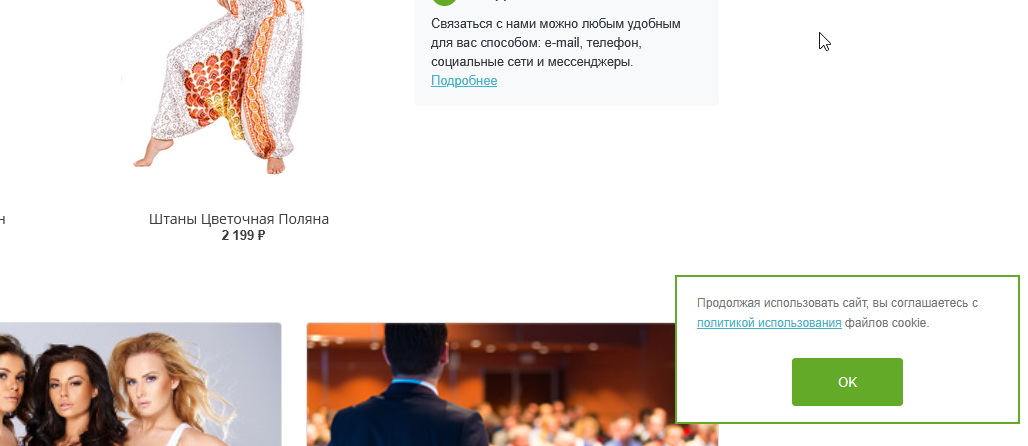 Связаться с нами можно любым удобным
для вас способом: e-mail, телефон,
социальные сети и мессенджеры.
Подробнее
Штаны Цветочная Поляна
2 199 ₽
Продолжая использовать сайт, вы соглашаетесь с
политикой использования файлов cookie.
OK